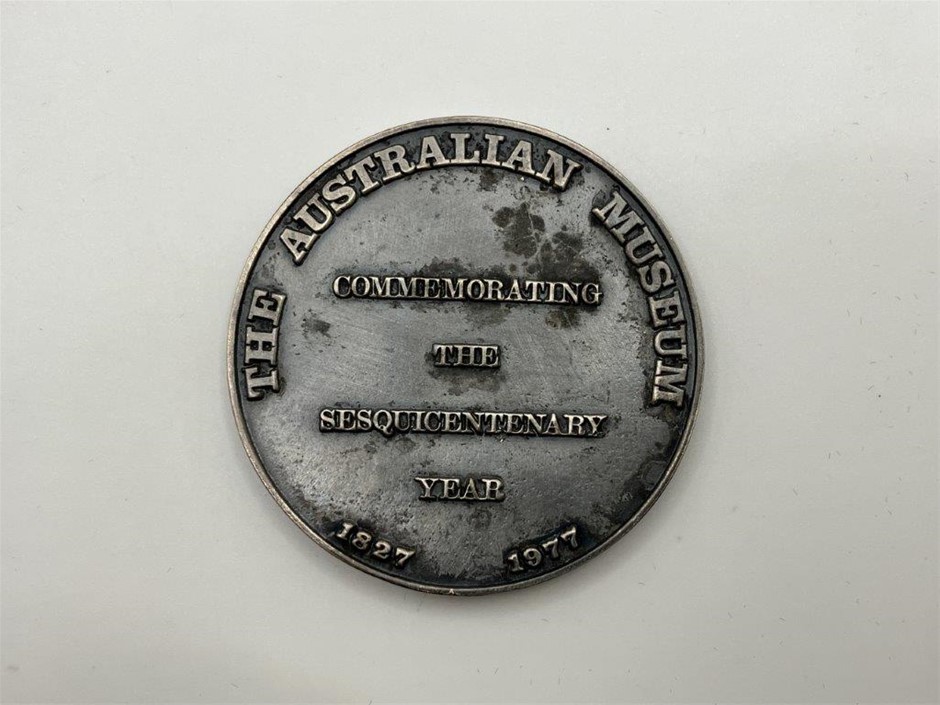 THE AUSTRALIAN MUSEUM
COMMEMORATING
THE
SESQUICENTENARY
YEAR
1827 1977